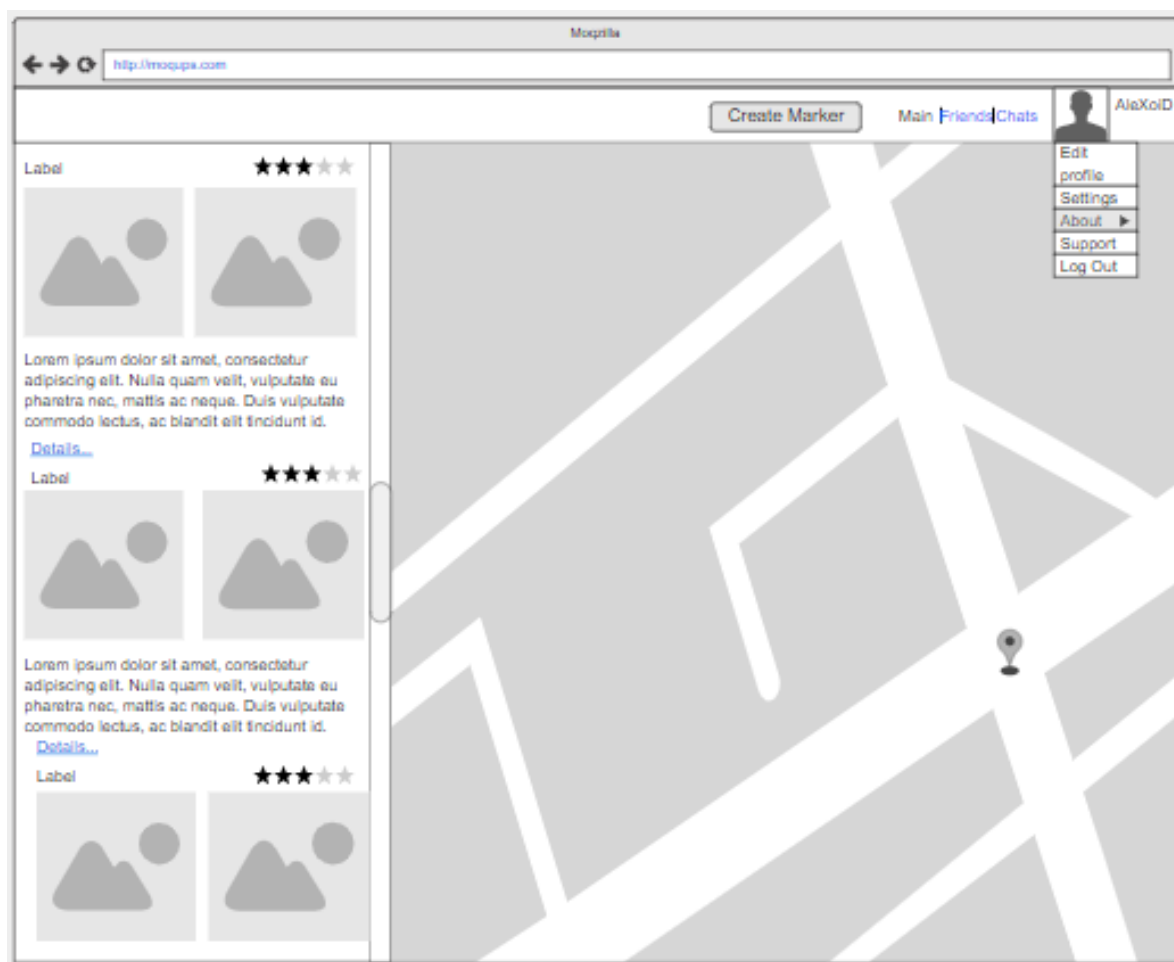 Moqzilla
http://moqups.com
Create Marker
Main Friends Chats
AleXoiD
Edit
profile
Settings
About
Support
Log Out
Label
Lorem ipsum dolor sit amet, consectetur
adipiscing elit. Nulla quam velit, vulputate eu
pharetra nec, mattis ac neque. Duis vulputate
commodo lectus, ac blandit elit tincidunt id.
Details...
Label
Lorem ipsum dolor sit amet, consectetur
adipiscing elit. Nulla quam velit, vulputate eu
pharetra nec, mattis ac neque. Duis vulputate
commodo lectus, ac blandit elit tincidunt id.
Details...
Label